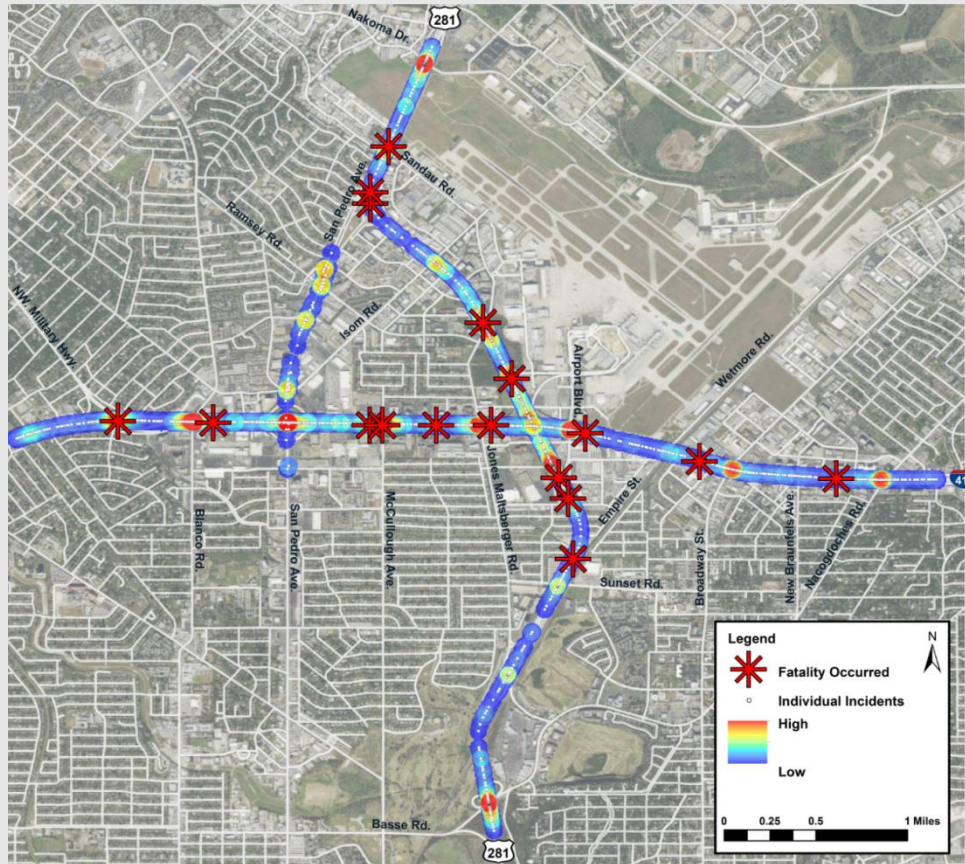 281
Nakoma Dr.
Sandau Rd.
San Pedro Ave.
Ramsey Rd.
Isom Rd.
NW. Military Hwy.
Airport Blvd.
Wetmore Rd.
41
Jones Maltsberger Rd.
Empire St.
Blanco Rd.
San Pedro Ave
McCullough Ave.
Broadway St.
New Braunfels Ave.
Nacogdoches Rd.
Sunset Rd.
Basse Rd.
281
Legend
N
Fatality Occurred
Individual Incidents
High
Low
0 0.25 0.5 1 Miles